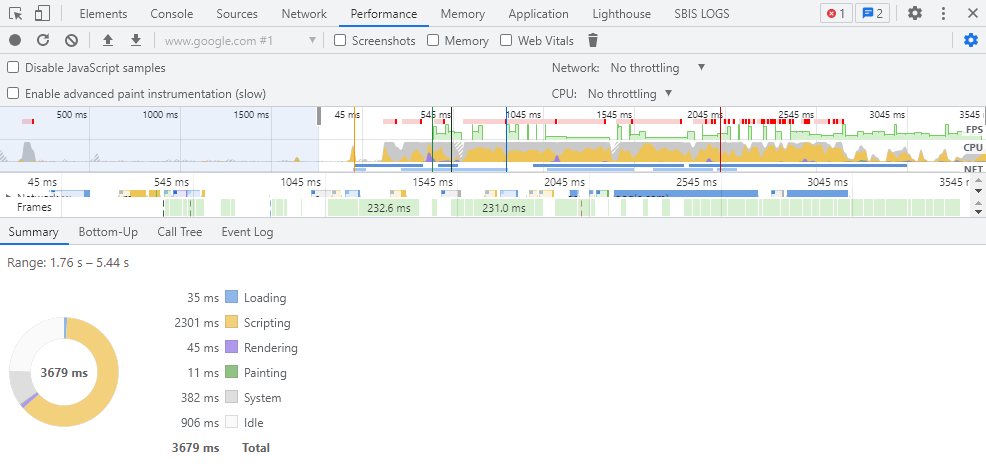 Elements Console Sources Network Performance Memory Application Lighthouse SBIS LOGS 1 2
www.google.com #1 Screenshots Memory Web Vitals
Disable JavaScript samples Network: No throttling
Enable advanced paint instrumentation (slow) CPU: No throttling
500 ms 1000 ms 1500 ms 45 ms 545 ms 1045 ms 1545 ms 2045 ms 2545 ms 3045 ms 3545 ms
FPS
CPU
NET
45 ms 545 ms 1045 ms 1545 ms 2045 ms 2545 ms 3045 ms 3545
Frames 232.6 ms 231.0 ms
Summary Bottom-Up Call Tree Event Log
Range: 1.76 s – 5.44 s
35 ms Loading
2301 ms Scripting
45 ms Rendering
3679 ms
11 ms Painting
382 ms System
906 ms Idle
3679 ms Total